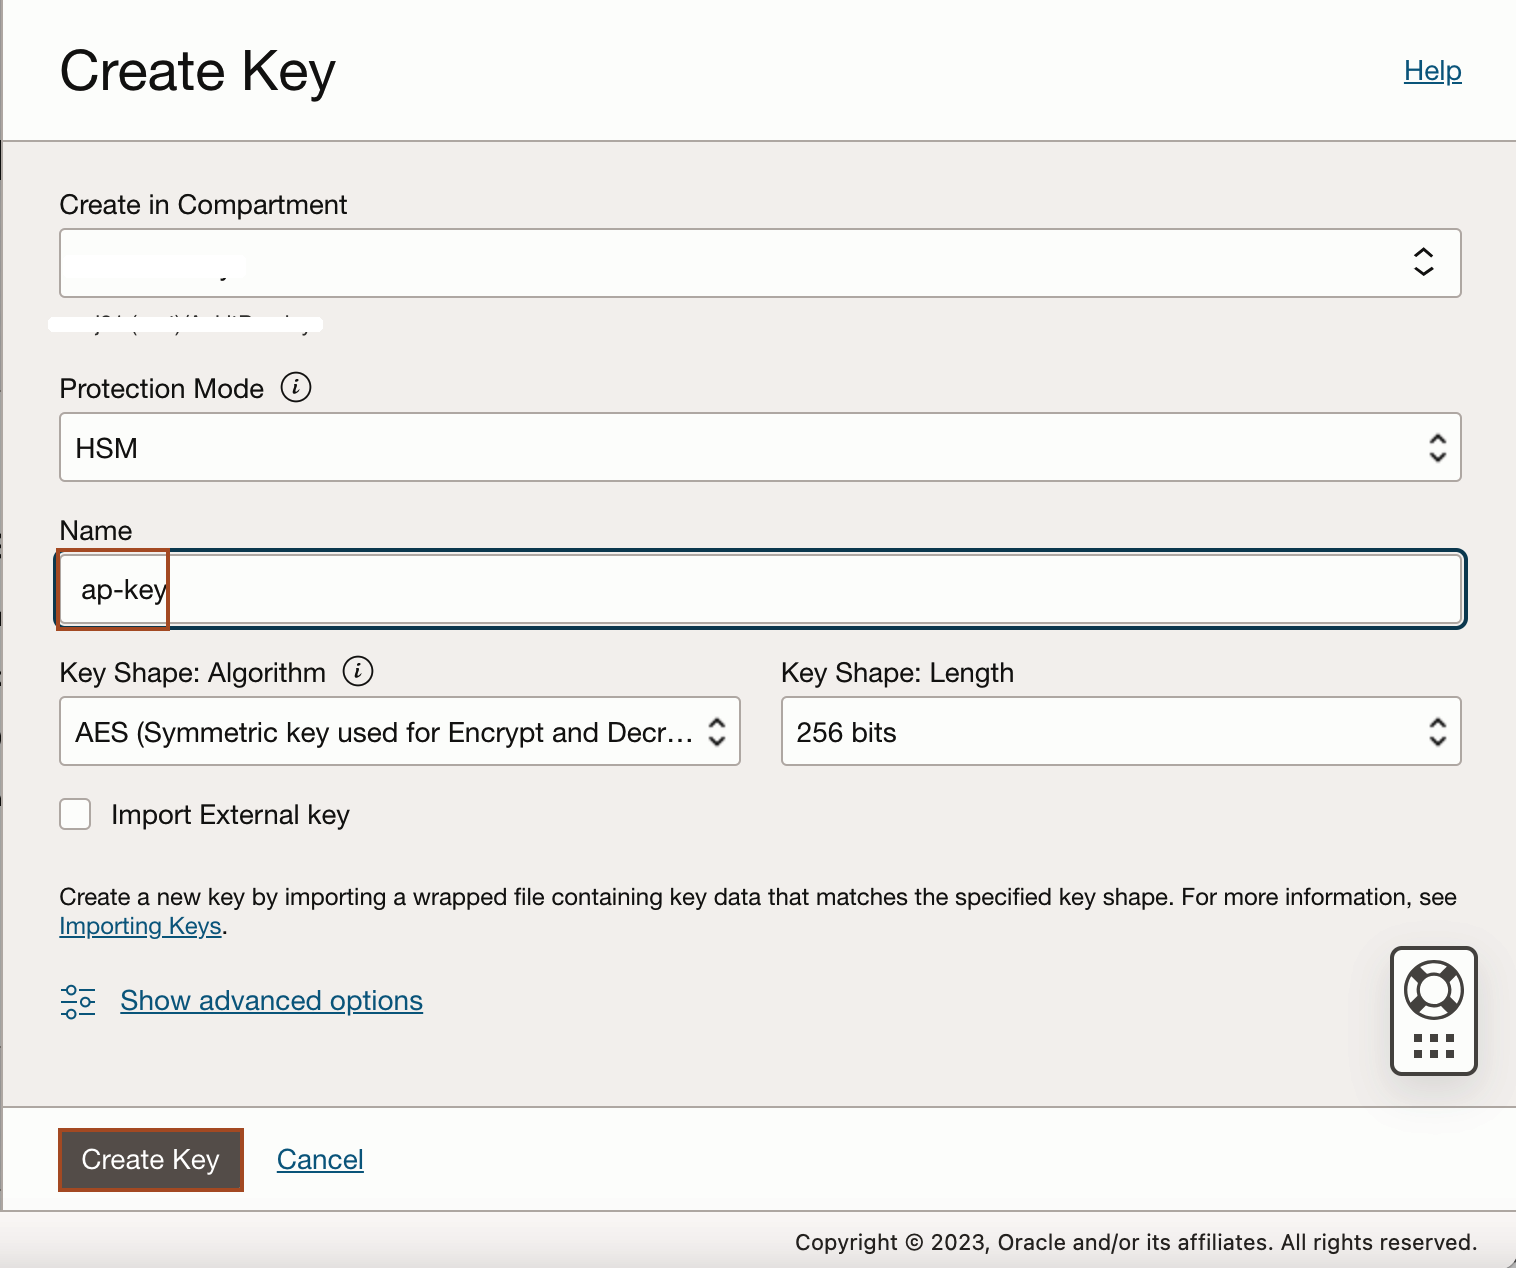 Create Key
Help
Create in Compartment
Protection Mode
HSM
Name
ap-key
Key Shape: Algorithm
Key Shape: Length
AES (Symmetric key used for Encrypt and Decr...
256 bits
Import External key
Create a new key by importing a wrapped file containing key data that matches the specified key shape. For more information, see
Importing Keys.
Show advanced options
Create Key
Cancel
Copyright © 2023, Oracle and/or its affiliates. All rights reserved.